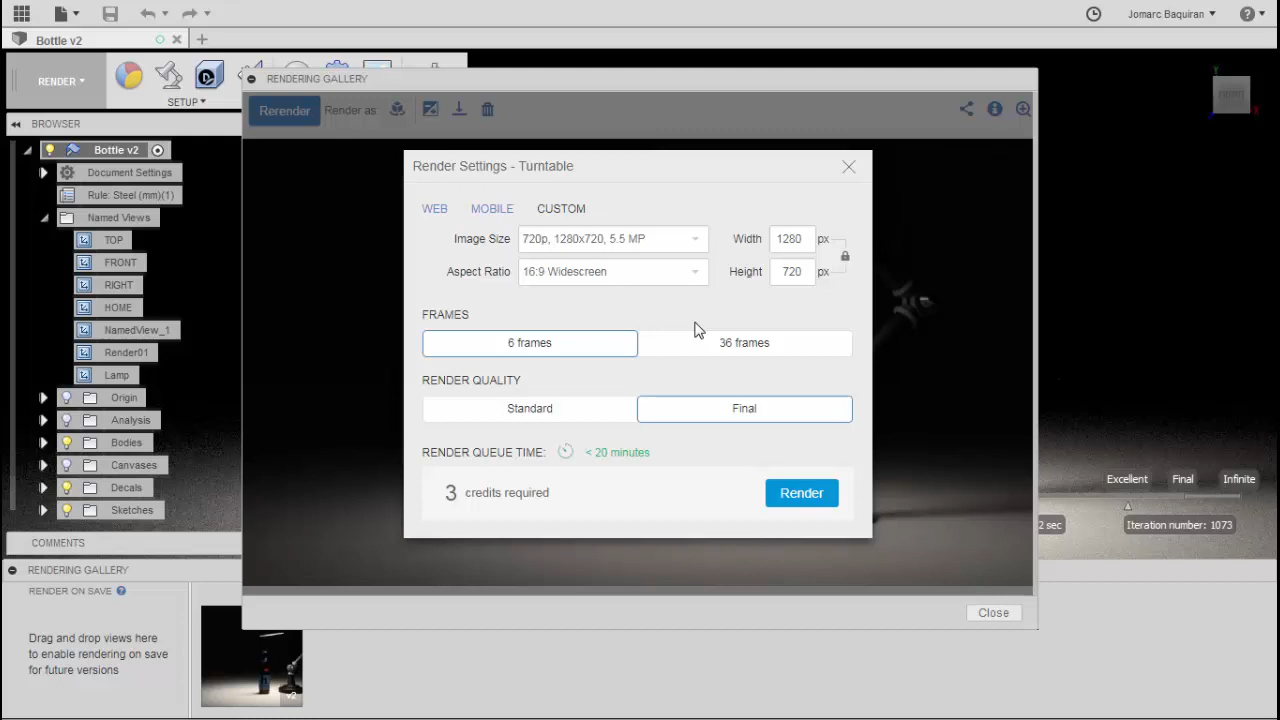 Jomarc Baquiran
Bottle v2
RENDER
SETUP
RENDERING GALLERY
Rerender
Render as:
BROWSER
Bottle v2
Document Settings
Rule: Steel (mm)(1)
Named Views
TOP
FRONT
RIGHT
HOME
NamedView_1
Render01
Lamp
Origin
Analysis
Bodies
Canvases
Decals
Sketches
COMMENTS
Render Settings - Turntable
WEB MOBILE CUSTOM
Image Size 720p, 1280x720, 5.5 MP Width 1280 px
Aspect Ratio 16:9 Widescreen Height 720 px
FRAMES
6 frames 36 frames
RENDER QUALITY
Standard Final
RENDER QUEUE TIME: < 20 minutes
3 credits required Render
Excellent Final Infinite
2 sec Iteration number: 1073
Close
RENDERING GALLERY
RENDER ON SAVE
Drag and drop views here
to enable rendering on save
for future versions
v2